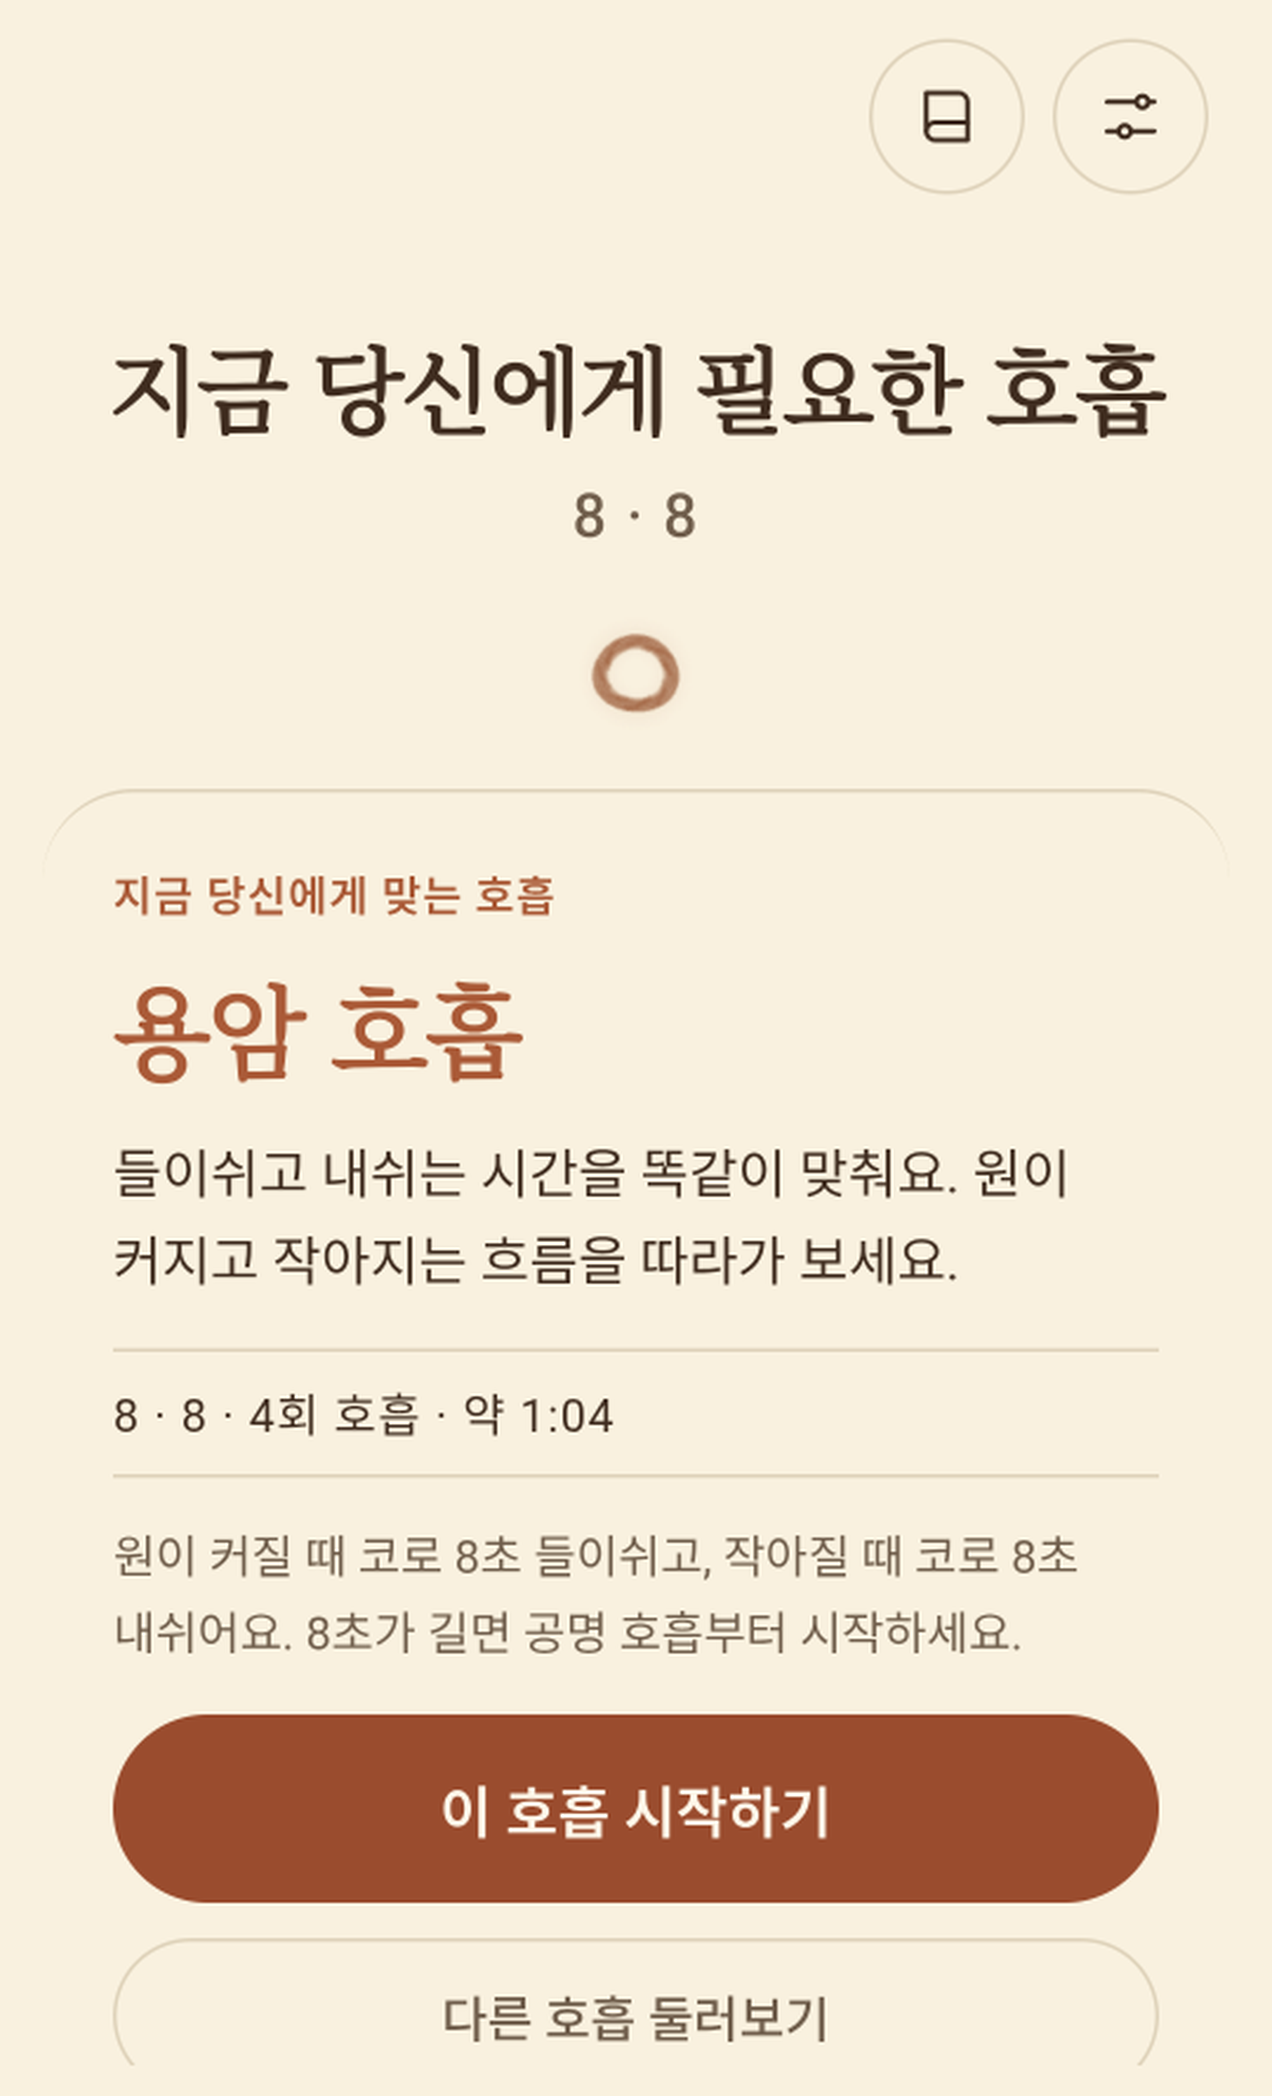 지금 당신에게 필요한 호흡
8 · 8
지금 당신에게 맞는 호흡
용암 호흡
들이쉬고 내쉬는 시간을 똑같이 맞춰요. 원이
커지고 작아지는 흐름을 따라가 보세요.
8 · 8 · 4회 호흡 · 약 1:04
원이 커질 때 코로 8초 들이쉬고, 작아질 때 코로 8초
내쉬어요. 8초가 길면 공명 호흡부터 시작하세요.
이 호흡 시작하기
다른 호흡 둘러보기